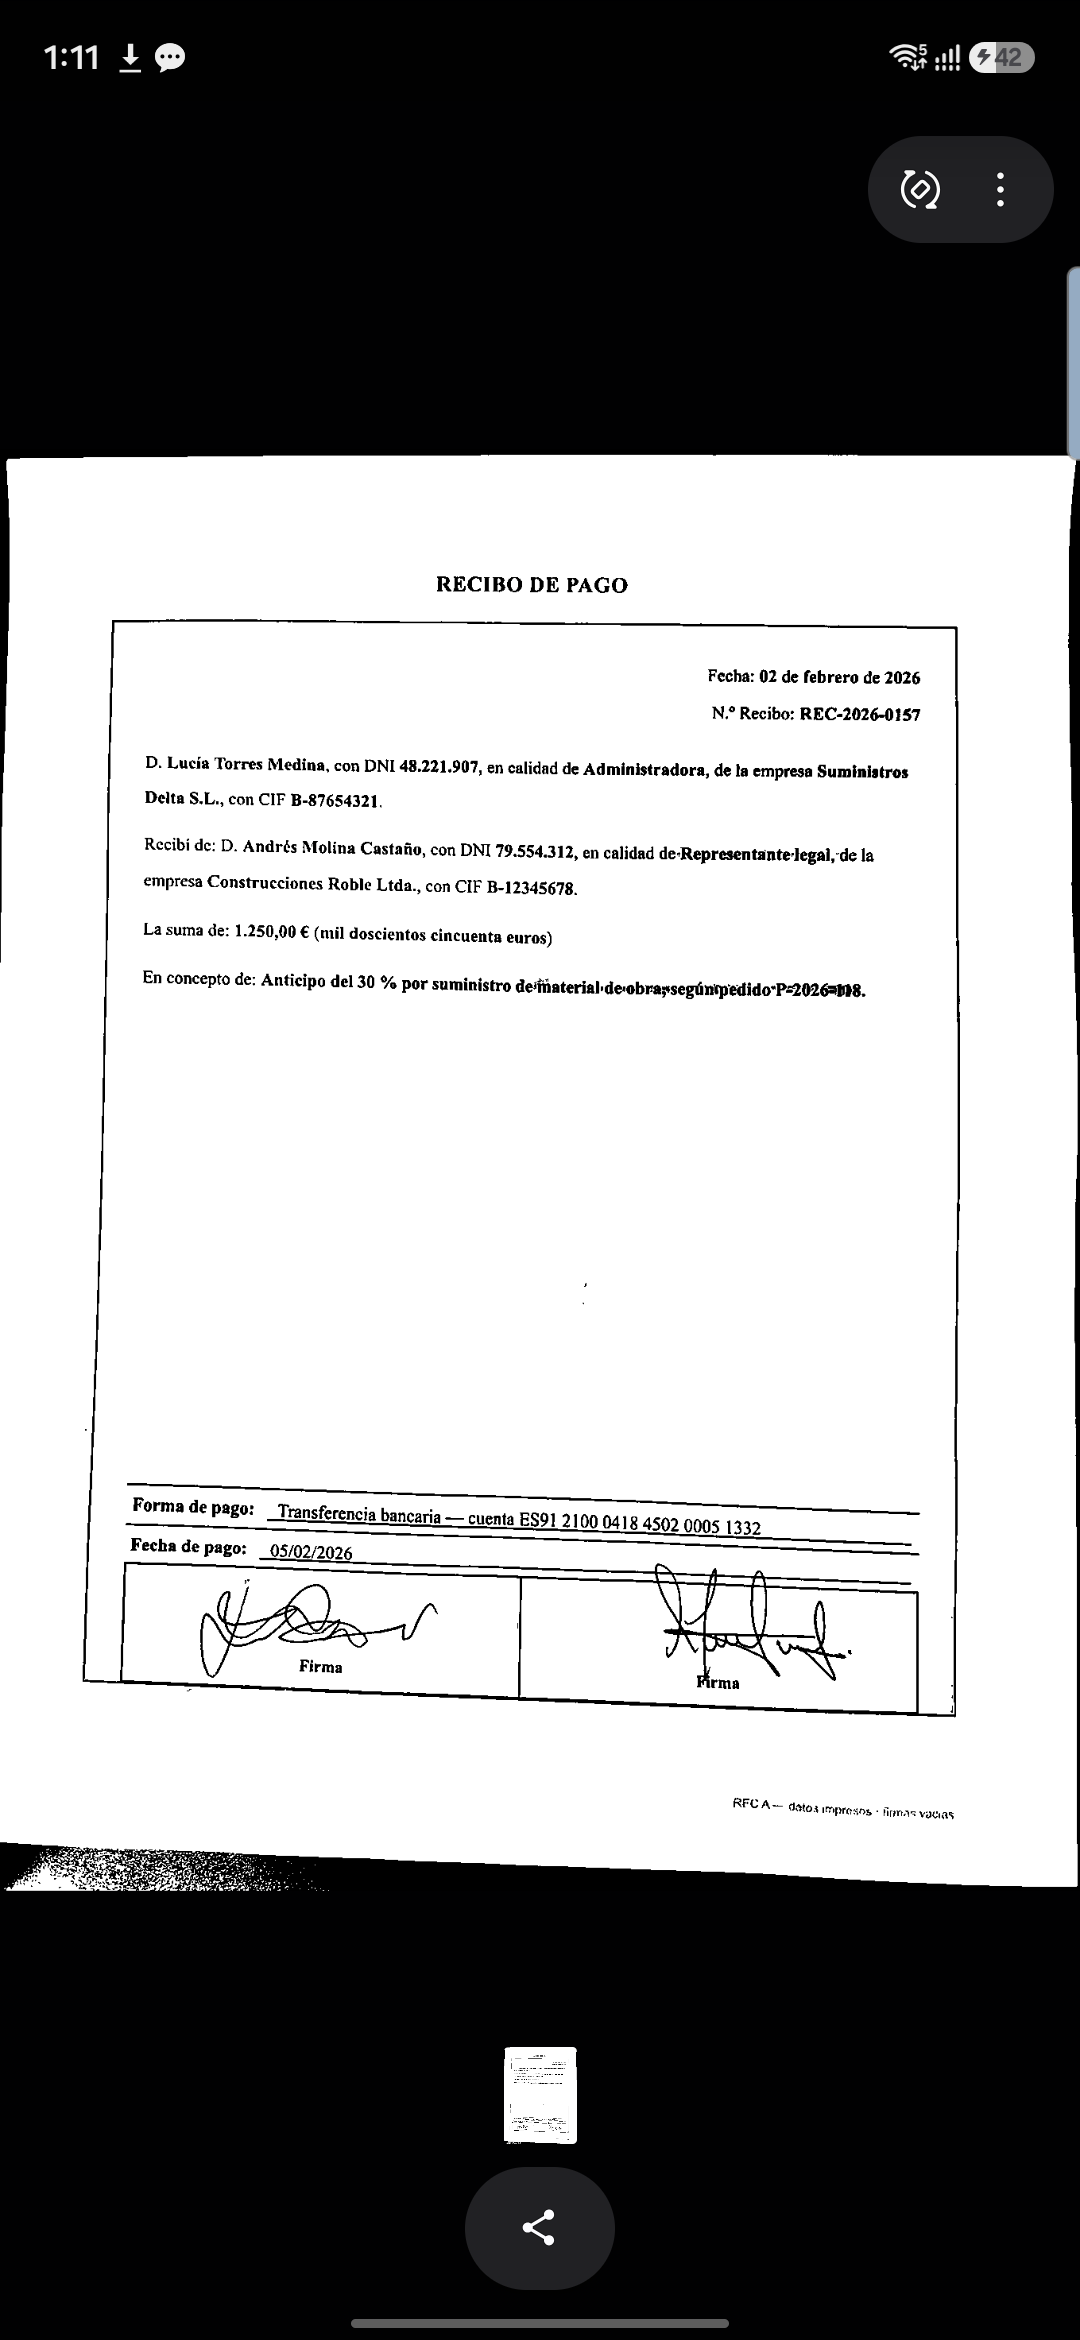 1:11
5
42
RECIBO DE PAGO
Fecha: 02 de febrero de 2026
N.º Recibo: REC-2026-0157
D. Lucía Torres Medina, con DNI 48.221.907, en calidad de Administradora, de la empresa Suministros
Delta S.L., con CIF B-87654321.
Recibí de: D. Andrés Molina Castaño, con DNI 79.554.312, en calidad de Representante legal, de la
empresa Construcciones Roble Ltda., con CIF B-12345678.
La suma de: 1.250,00 € (mil doscientos cincuenta euros)
En concepto de: Anticipo del 30 % por suministro de material de obra, según pedido P-2026-118.
Forma de pago: Transferencia bancaria — cuenta ES91 2100 0418 4502 0005 1332
Fecha de pago: 05/02/2026
Firma
Firma
A — datos impresos · firmas vacías